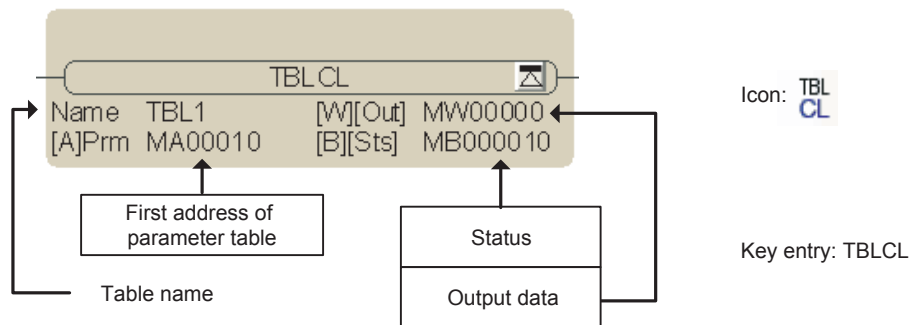 TBLCL
Name TBL1 [W][Out] MW00000
[A]Prm MA00010 [B][Sts] MB000010
First address of
parameter table
Status
Output data
Table name
Icon: TBL
CL
Key entry: TBLCL